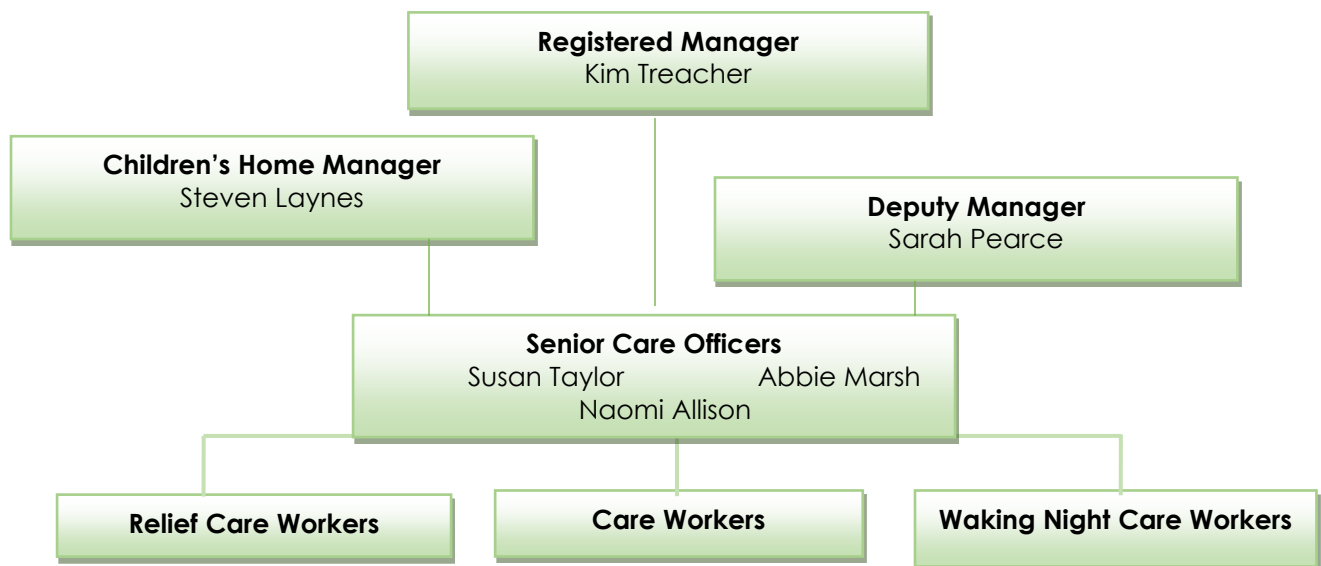 Registered Manager
Kim Treacher
Children’s Home Manager
Steven Laynes
Deputy Manager
Sarah Pearce
Senior Care Officers
Susan Taylor Abbie Marsh
Naomi Allison
Relief Care Workers
Care Workers
Waking Night Care Workers